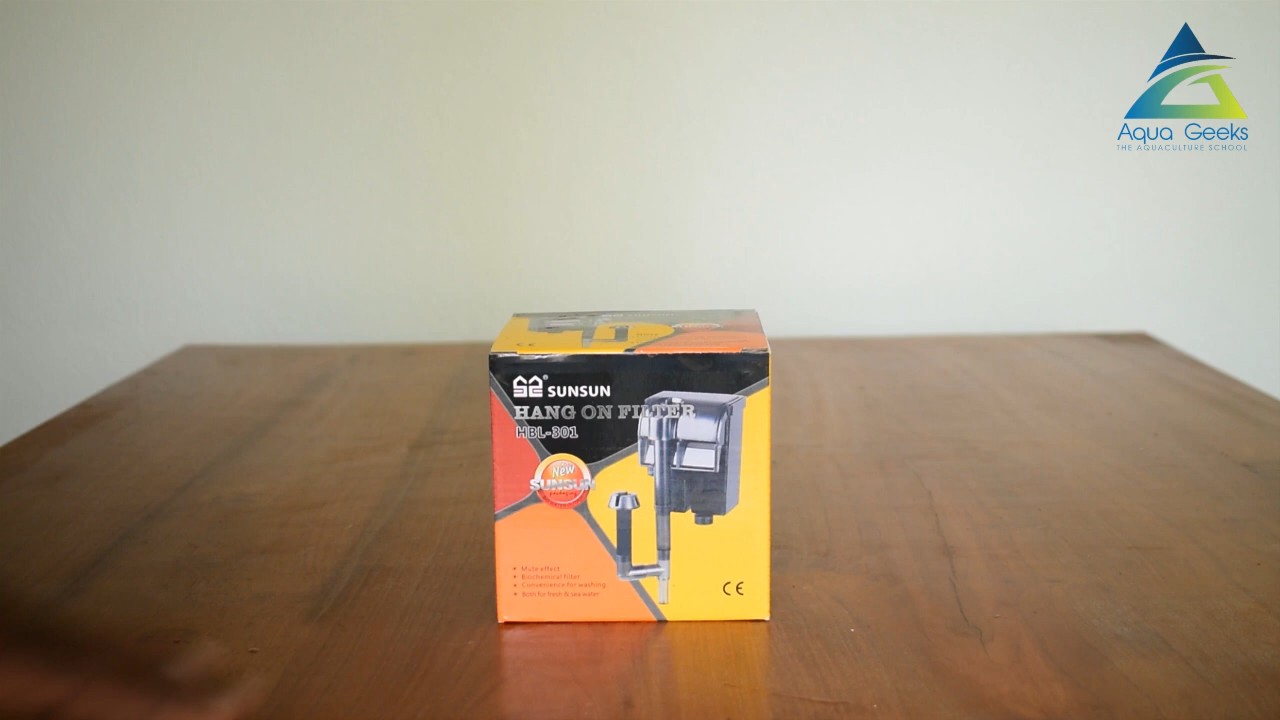 Aqua Geeks
THE AQUACULTURE SCHOOL
SUNSUN
HANG ON FILTER
HBL-301
New
SUNSUN
Mute effect
Biochemical filter
Convenience for washing
Both for fresh & sea water
CE
CE